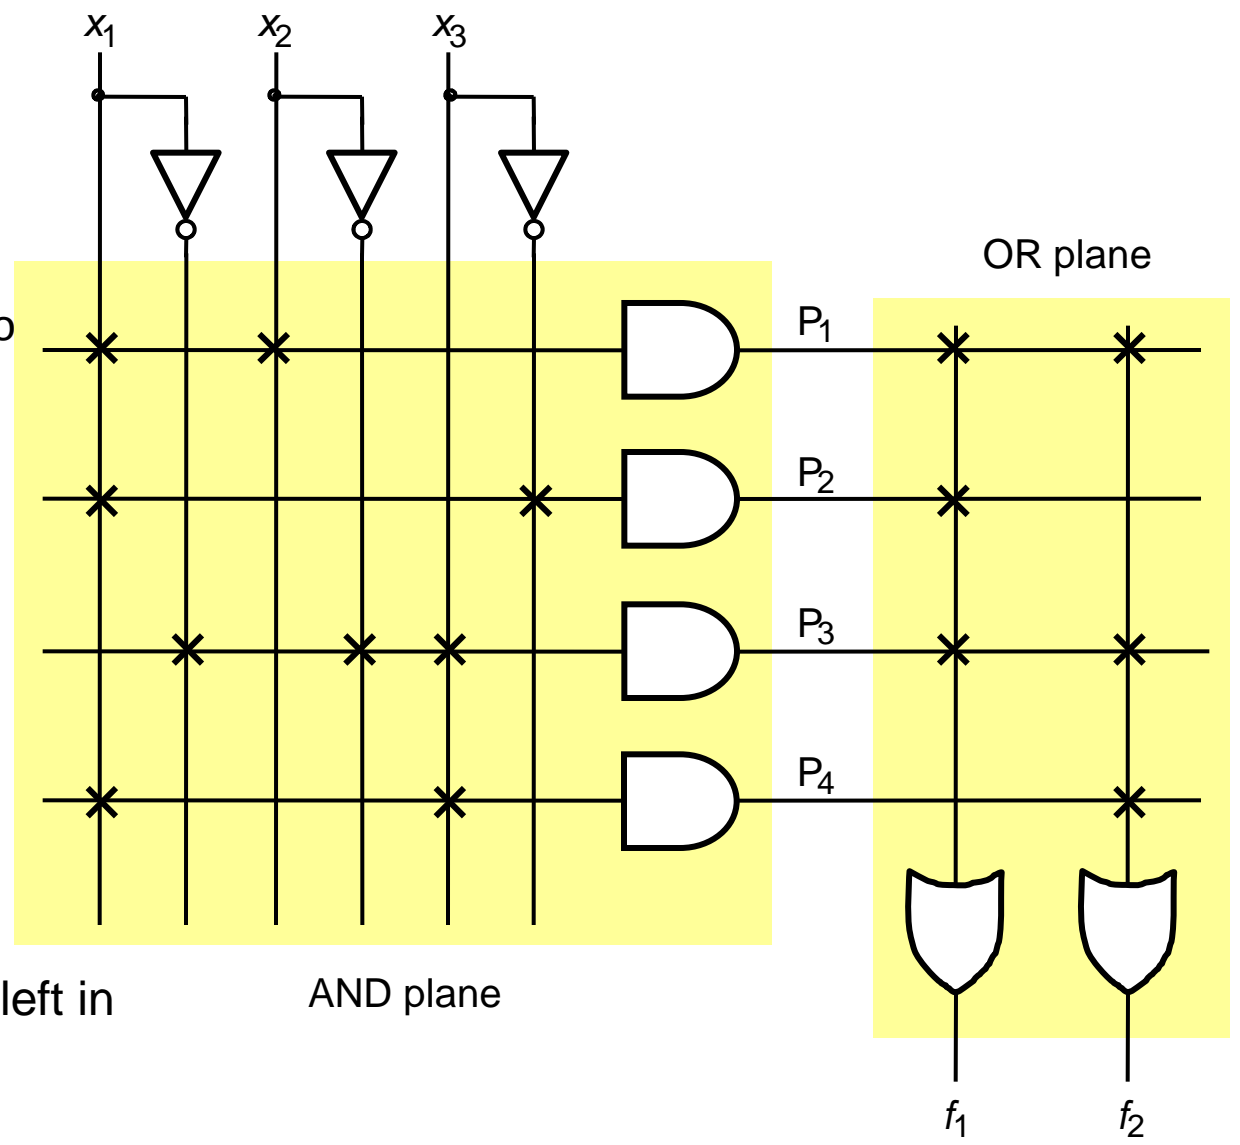 x1 x2 x3
OR plane
P1
P2
P3
P4
left in
AND plane
f1 f2